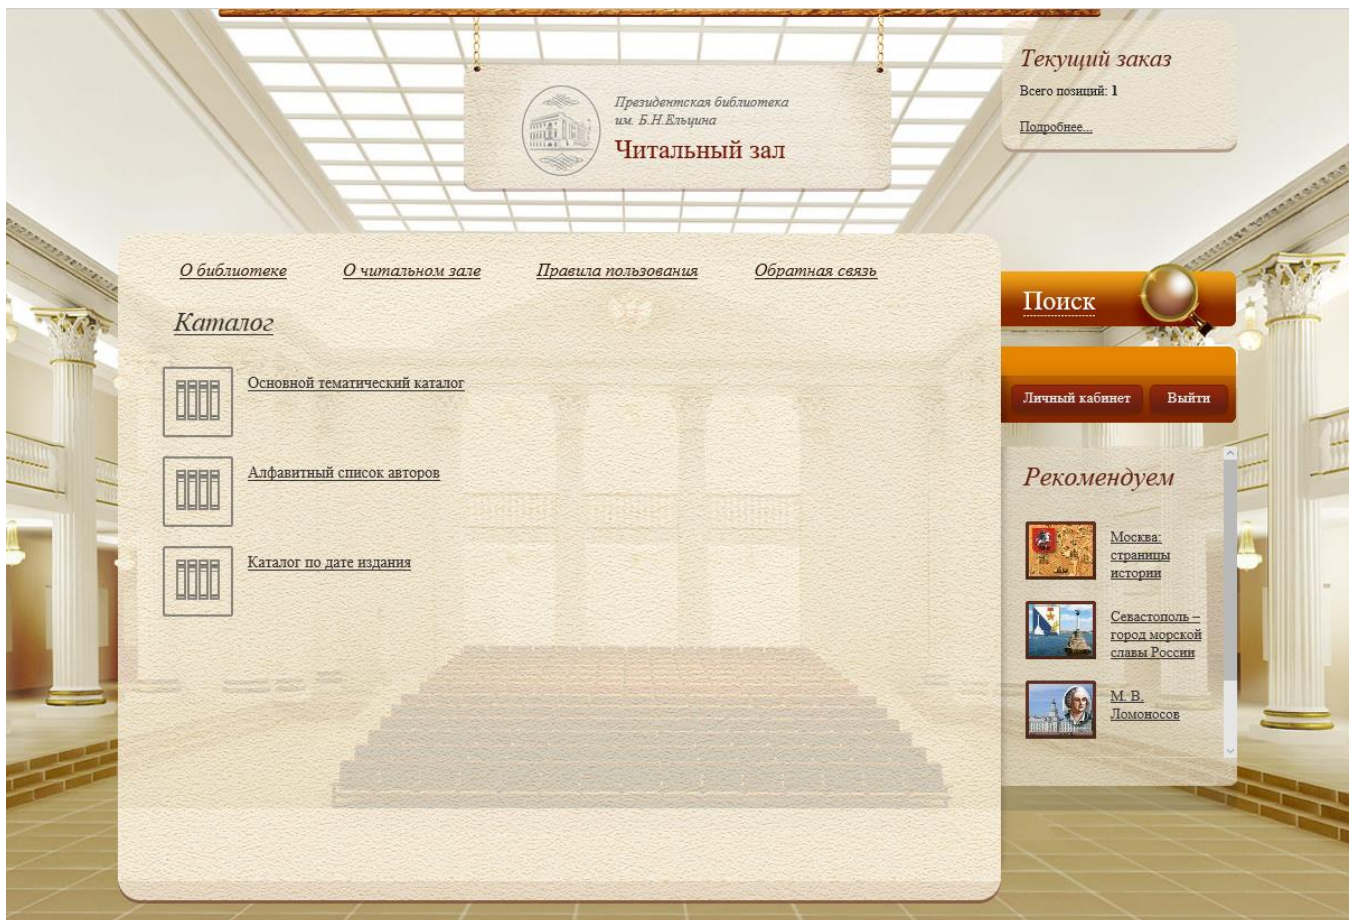 Президентская библиотека
им. Б.Н.Ельцина
Читальный зал
Текущий заказ
Всего позиций: 1
Подробнее...
О библиотеке О читальном зале Правила пользования Обратная связь
Каталог
Основной тематический каталог
Алфавитный список авторов
Каталог по дате издания
Поиск
Личный кабинет Выйти
Рекомендуем
Москва:
страницы
истории
Севастополь –
город морской
славы России
М. В.
Ломоносов